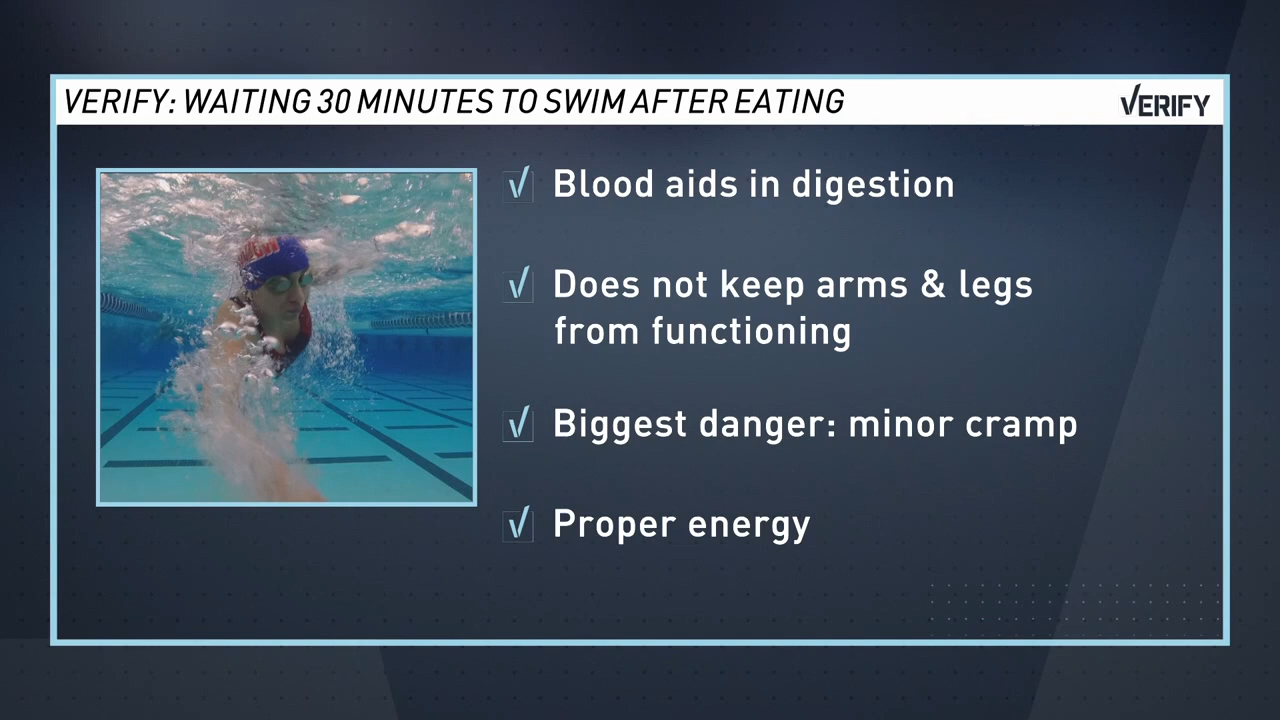 VERIFY: WAITING 30 MINUTES TO SWIM AFTER EATING
VERIFY
Blood aids in digestion
Does not keep arms & legs
from functioning
Biggest danger: minor cramp
Proper energy